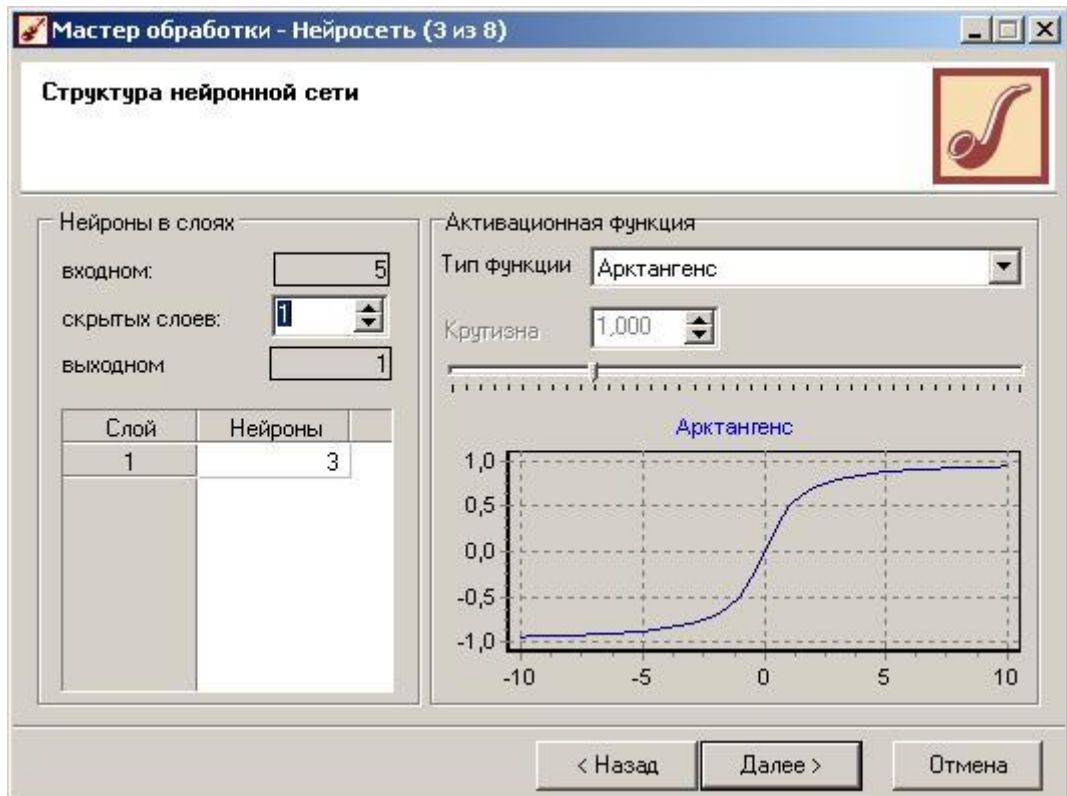 Мастер обработки - Нейросеть (3 из 8)
Структура нейронной сети
Нейроны в слоях
входном: 5
скрытых слоев: 1
выходном 1
Слой Нейроны
1 3
Активационная функция
Тип функции Арктангенс
Крутизна 1,000
Арктангенс
1,0
0,5
0,0
-0,5
-1,0
-10 -5 0 5 10
< Назад Далее > Отмена